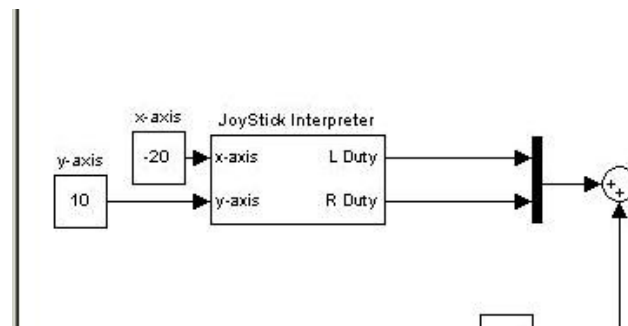 x-axis
JoyStick Interpreter
y-axis
-20
x-axis
L Duty
10
y-axis
R Duty
+
+